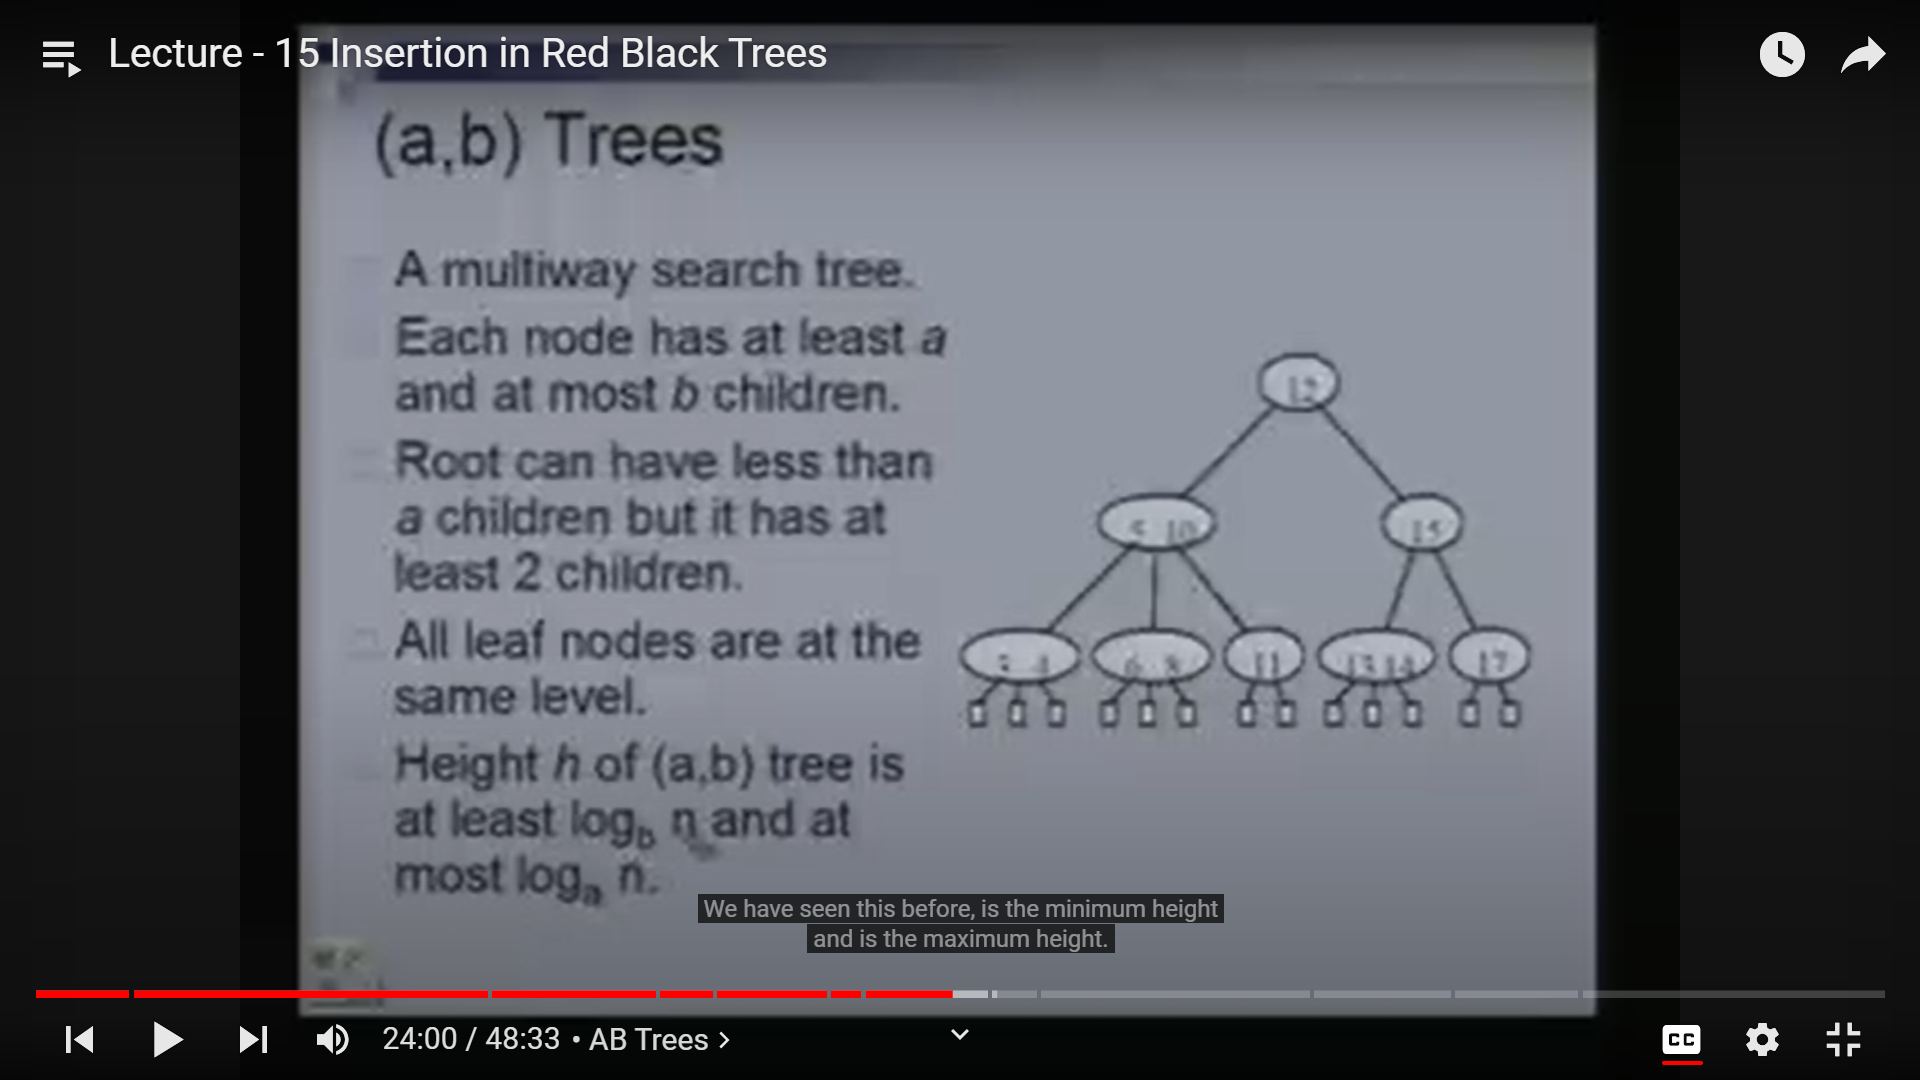 Lecture - 15 Insertion in Red Black Trees
(a,b) Trees
A multiway search tree.
Each node has at least a
and at most b children.
Root can have less than
a children but it has at
least 2 children.
All leaf nodes are at the
same level.
Height h of (a,b) tree is
at least log_b n and at
most log_a n.
12
5 10
15
6 8
11
13 14
17
We have seen this before, is the minimum height
and is the maximum height.
24:00 / 48:33 • AB Trees >
CC